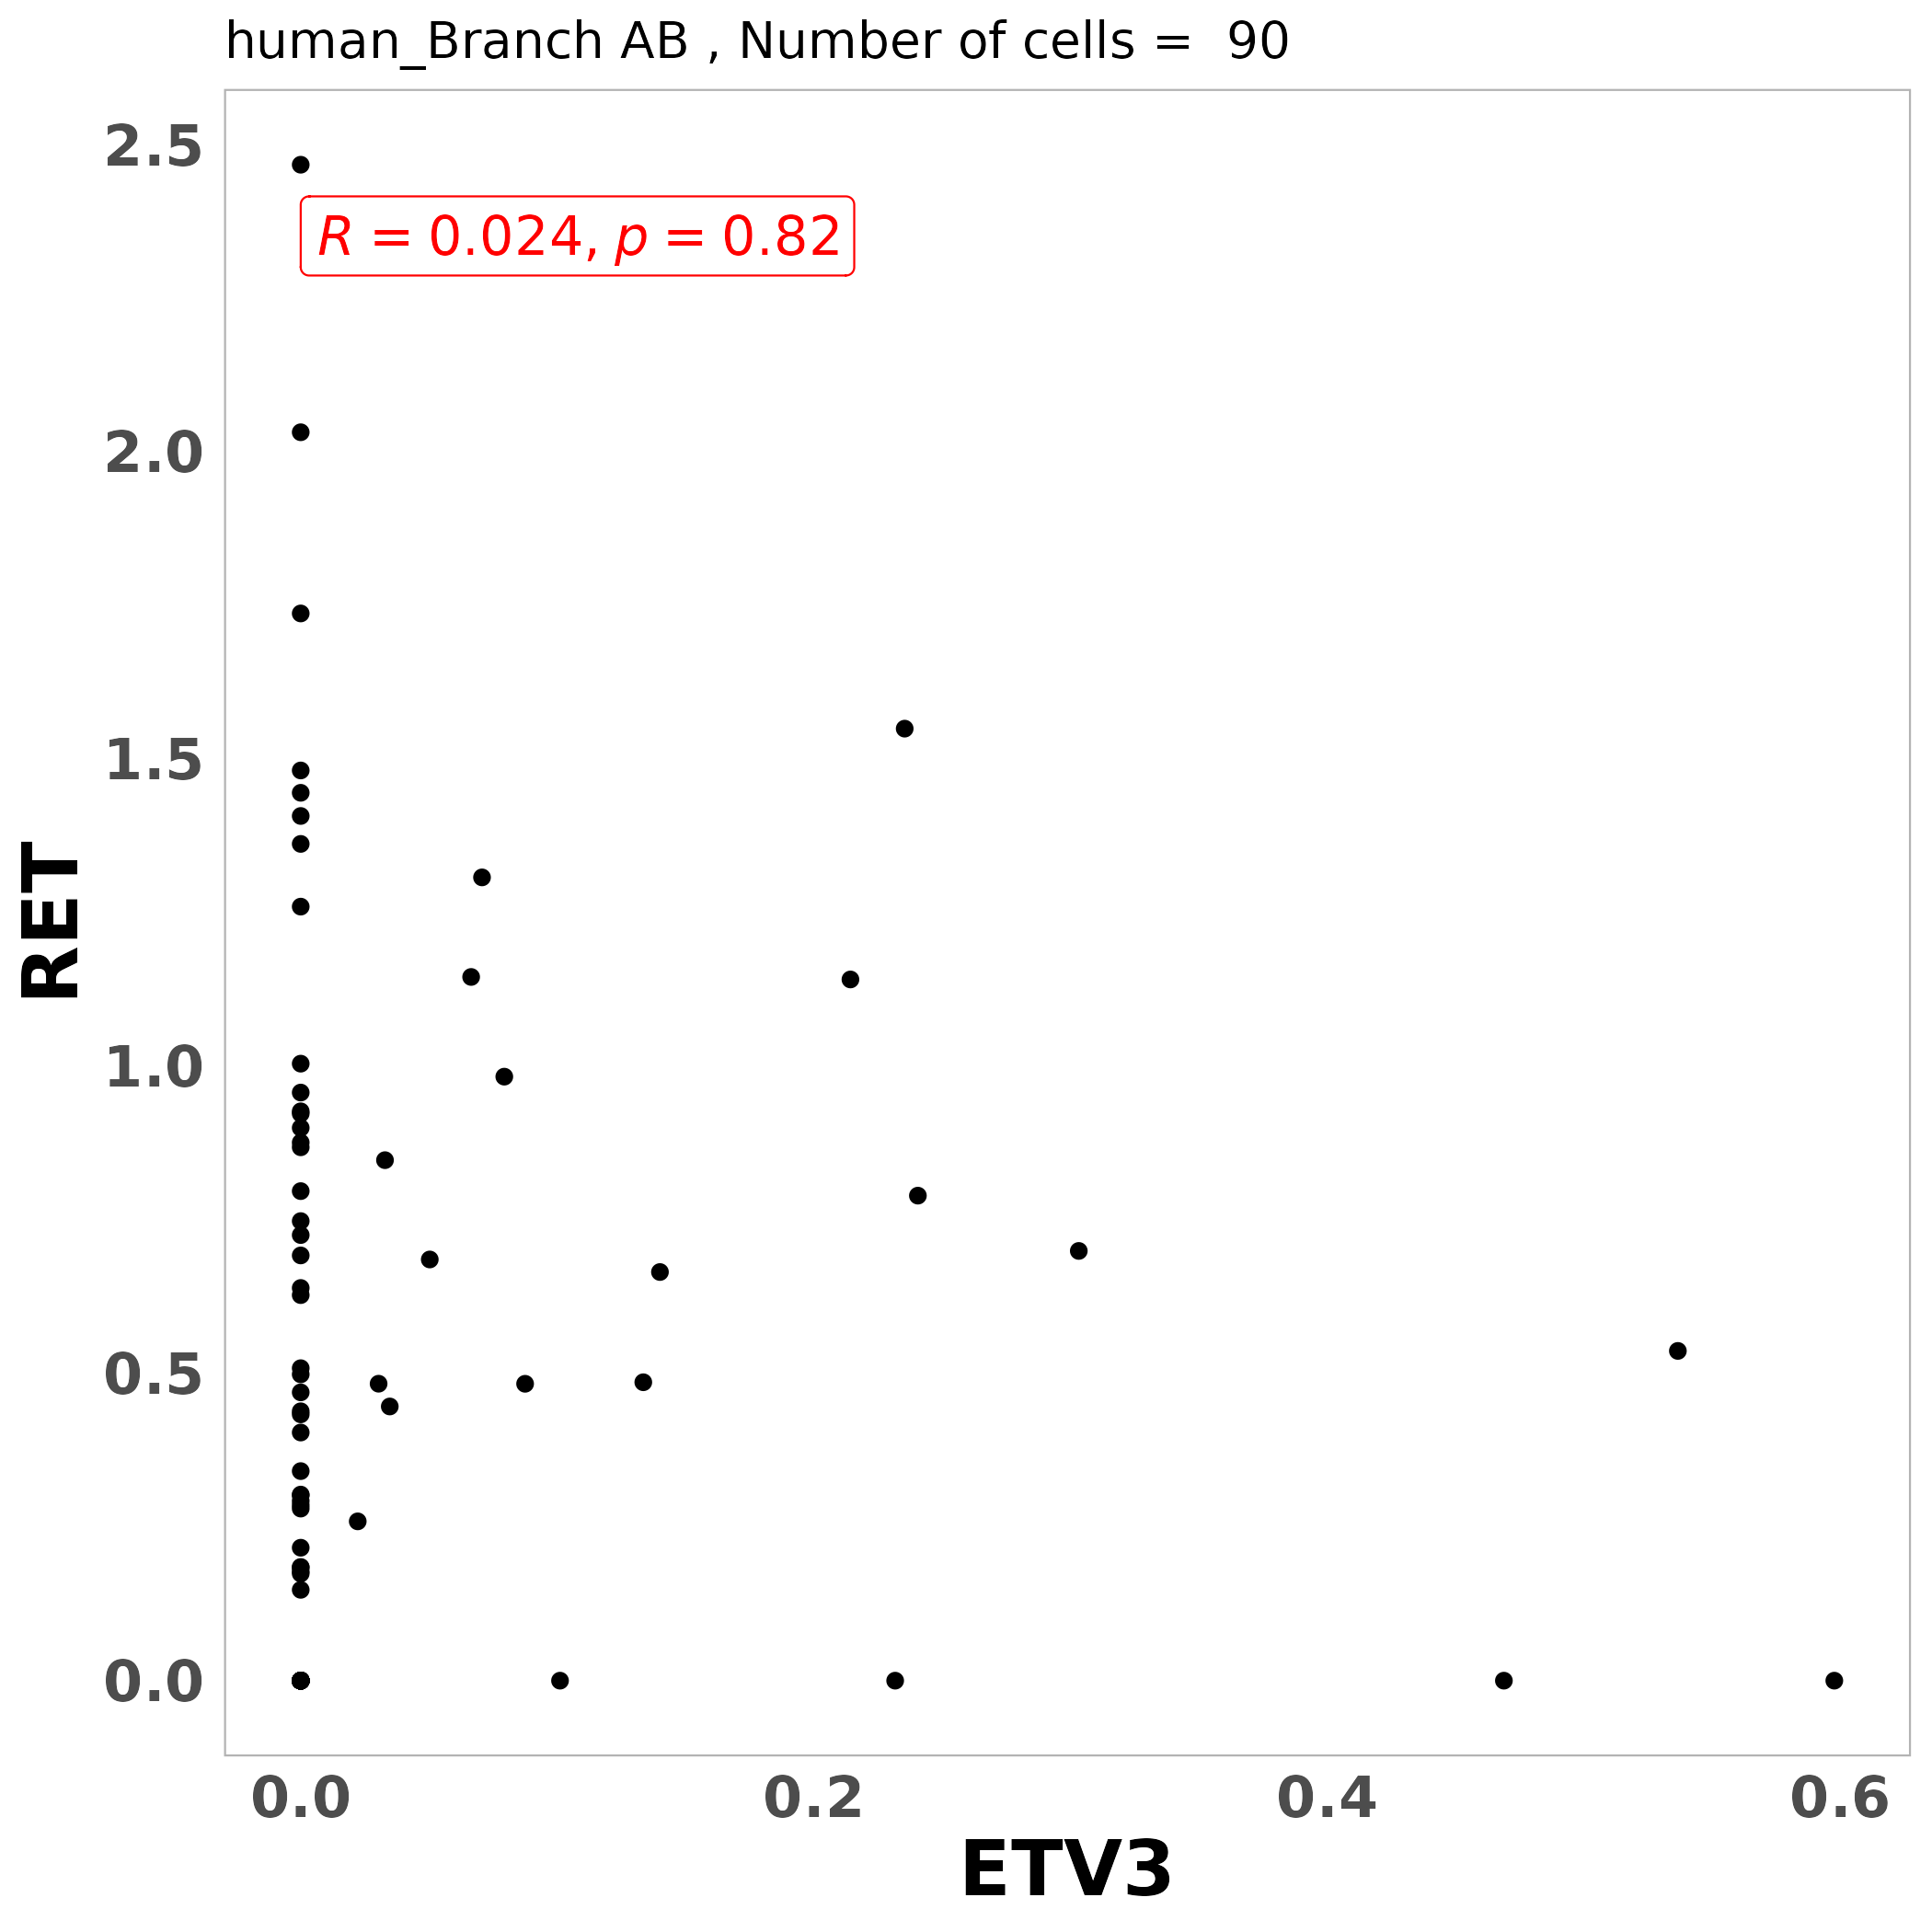 human_Branch AB , Number of cells =  90
2.5
R = 0.024, p = 0.82
2.0
1.5
RET
1.0
0.5
0.0
0.0 0.2 0.4 0.6
ETV3